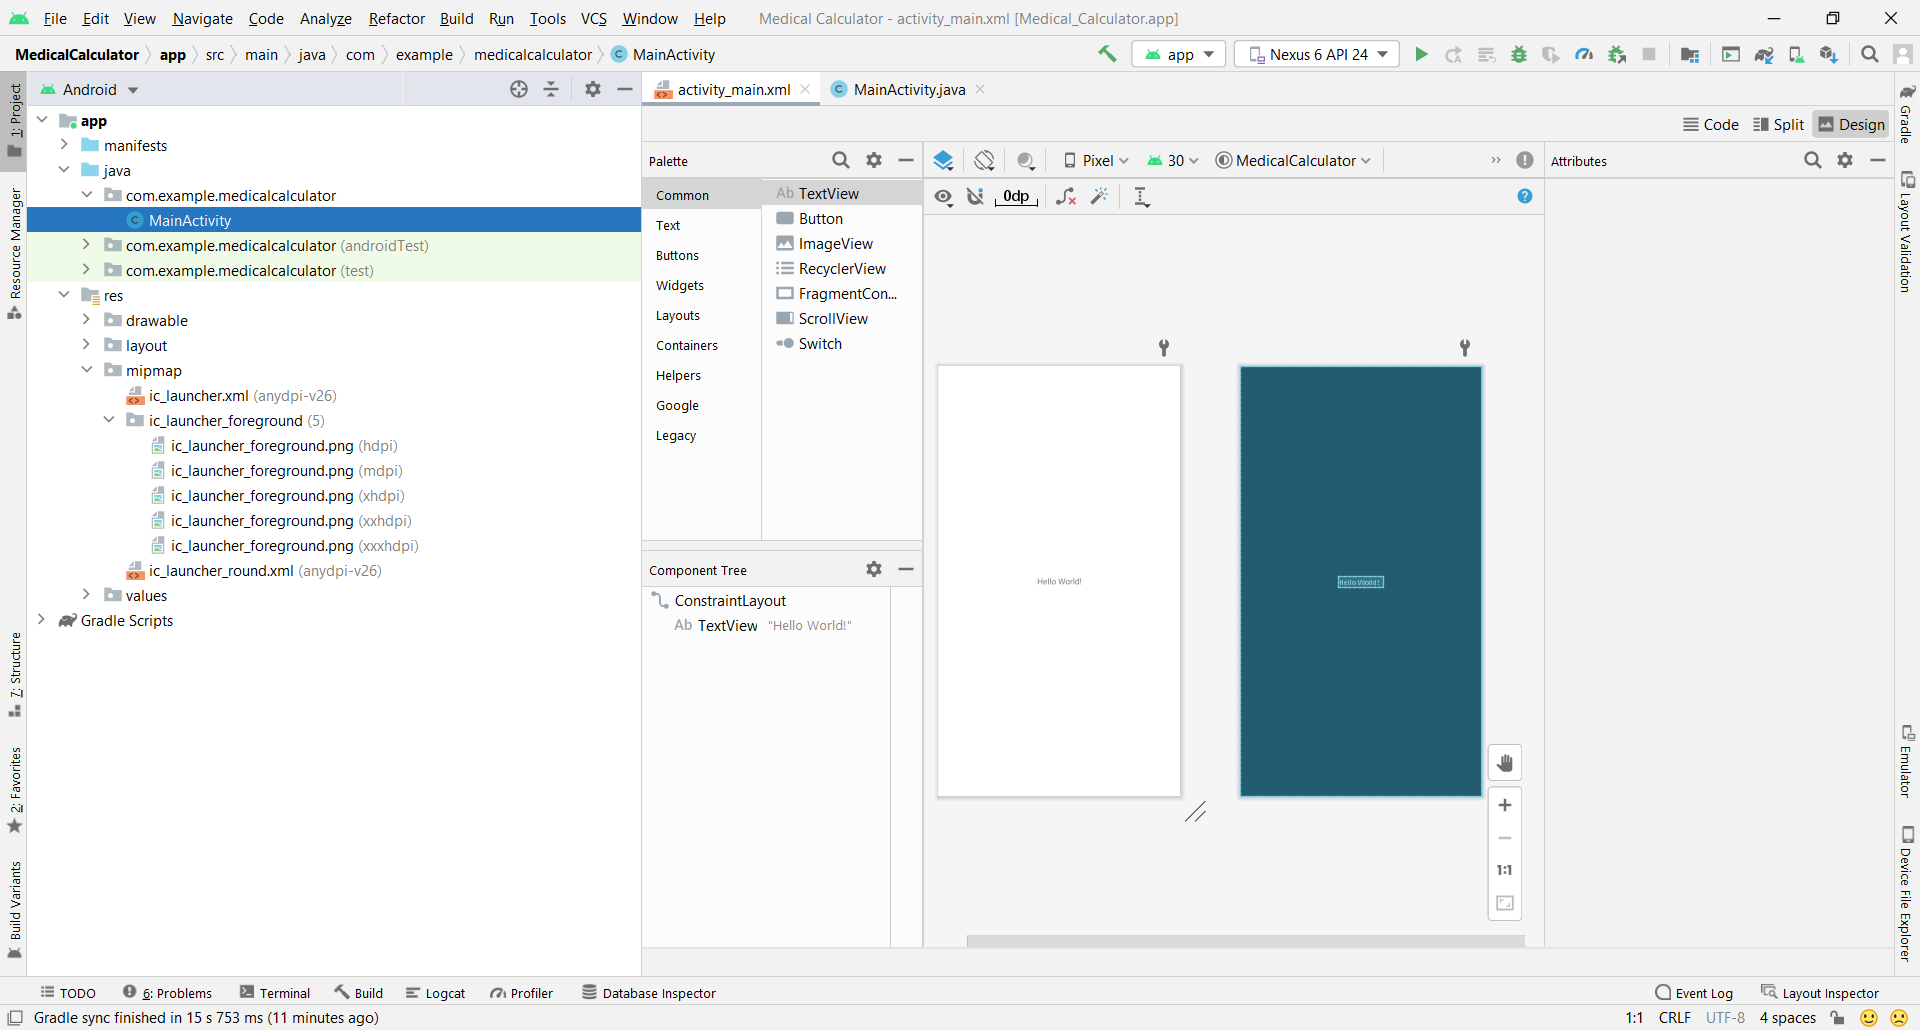 File Edit View Navigate Code Analyze Refactor Build Run Tools VCS Window Help Medical Calculator - activity_main.xml [Medical_Calculator.app]
MedicalCalculator app src main java com example medicalcalculator MainActivity app Nexus 6 API 24
1: Project
Resource Manager
7: Structure
2: Favorites
Build Variants
Android
app
manifests
java
com.example.medicalcalculator
MainActivity
com.example.medicalcalculator (androidTest)
com.example.medicalcalculator (test)
res
drawable
layout
mipmap
ic_launcher.xml (anydpi-v26)
ic_launcher_foreground (5)
ic_launcher_foreground.png (hdpi)
ic_launcher_foreground.png (mdpi)
ic_launcher_foreground.png (xhdpi)
ic_launcher_foreground.png (xxhdpi)
ic_launcher_foreground.png (xxxhdpi)
ic_launcher_round.xml (anydpi-v26)
values
Gradle Scripts
activity_main.xml MainActivity.java
Code Split Design
Palette
Common
Text
Buttons
Widgets
Layouts
Containers
Helpers
Google
Legacy
Ab TextView
Button
ImageView
RecyclerView
FragmentCon...
ScrollView
Switch
Component Tree
ConstraintLayout
Ab TextView "Hello World!"
Pixel 30 MedicalCalculator
0dp
Hello World!
Hello World!
1:1
Attributes
Gradle
Layout Validation
Emulator
Device File Explorer
TODO 6: Problems Terminal Build Logcat Profiler Database Inspector Event Log Layout Inspector
Gradle sync finished in 15 s 753 ms (11 minutes ago) 1:1 CRLF UTF-8 4 spaces